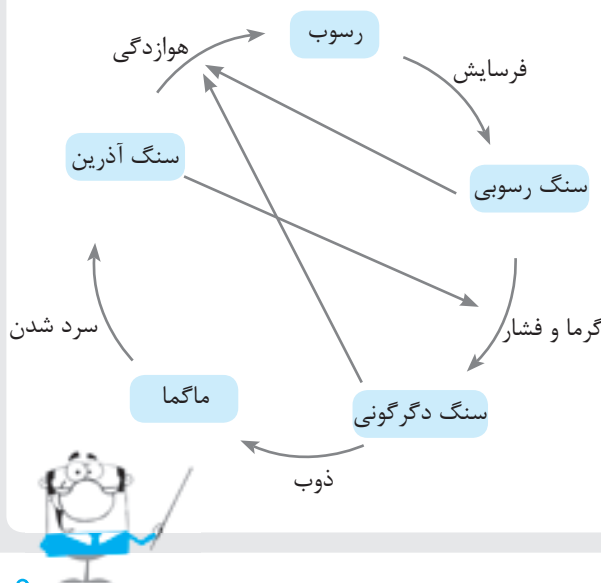 رسوب
هوازدگی
فرسایش
سنگ آذرین
سنگ رسوبی
سرد شدن
گرما و فشار
ماگما
سنگ دگرگونی
ذوب